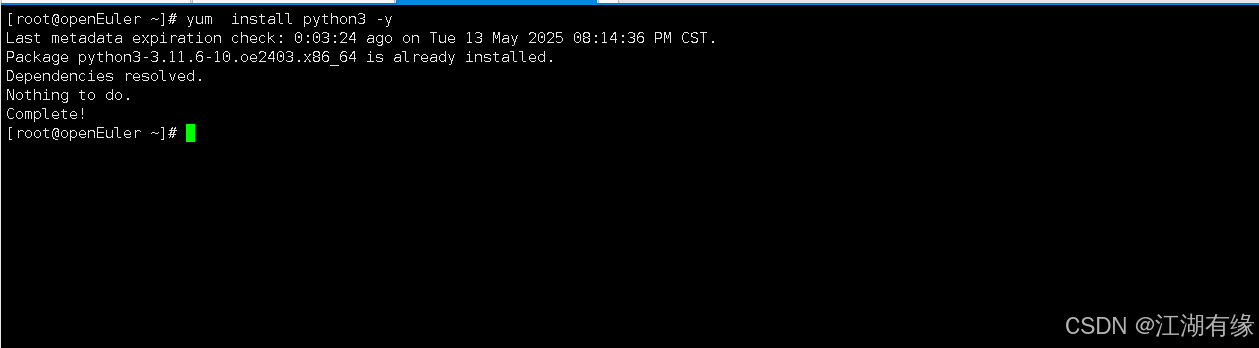 [root@openEuler ~]# yum  install python3 -y
Last metadata expiration check: 0:03:24 ago on Tue 13 May 2025 08:14:36 PM CST.
Package python3-3.11.6-10.oe2403.x86_64 is already installed.
Dependencies resolved.
Nothing to do.
Complete!
[root@openEuler ~]#
CSDN @江湖有缘